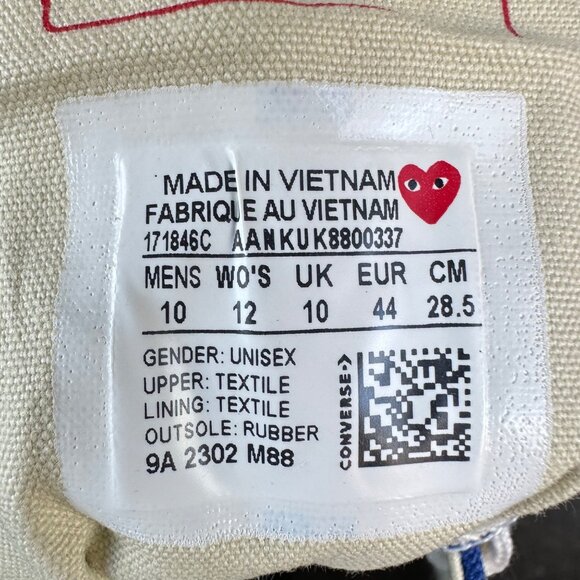 MADE IN VIETNAM
FABRIQUE AU VIETNAM
171846C AANKUK8800337
MENS WO'S UK EUR CM
10 12 10 44 28.5
GENDER: UNISEX
UPPER: TEXTILE
LINING: TEXTILE
OUTSOLE: RUBBER
9A 2302 M88
CONVERSE